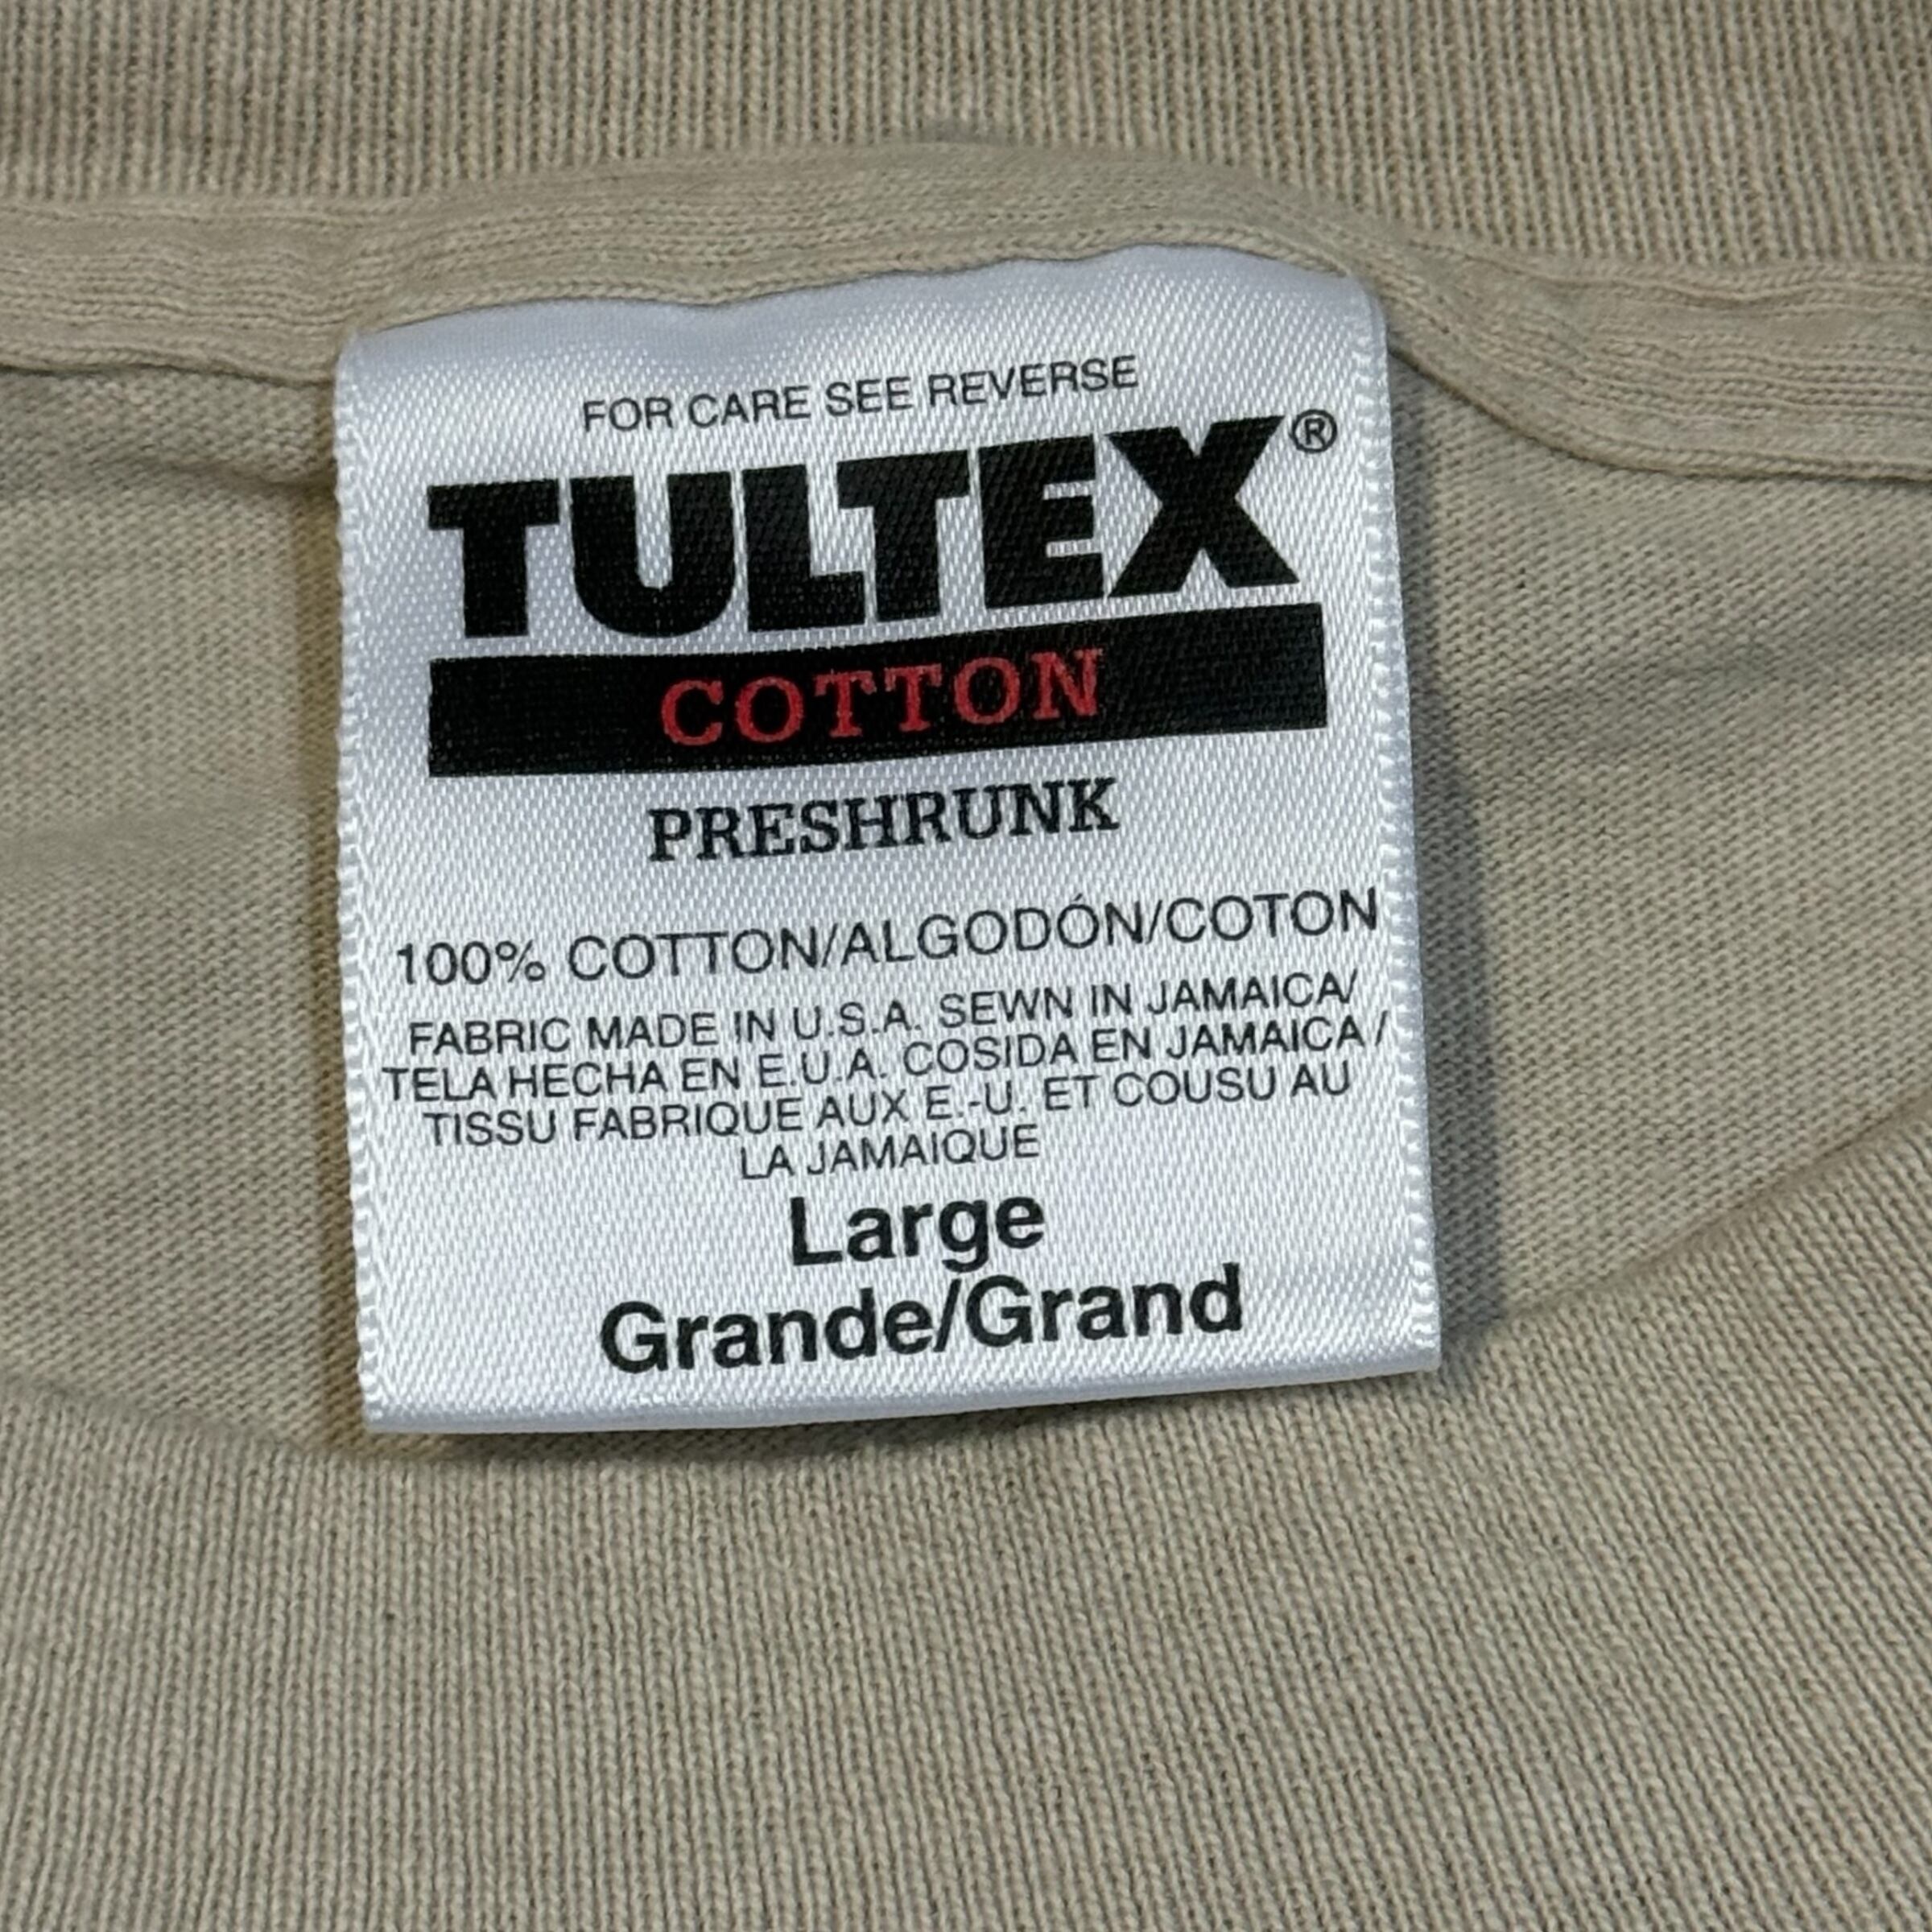 FOR CARE SEE REVERSE
TULTEX®
COTTON
PRESHRUNK
100% COTTON/ALGODÓN/COTON
FABRIC MADE IN U.S.A. SEWN IN JAMAICA/
TELA HECHA EN E.U.A. COSIDA EN JAMAICA /
TISSU FABRIQUE AUX E.-U. ET COUSU AU
LA JAMAIQUE
Large
Grande/Grand